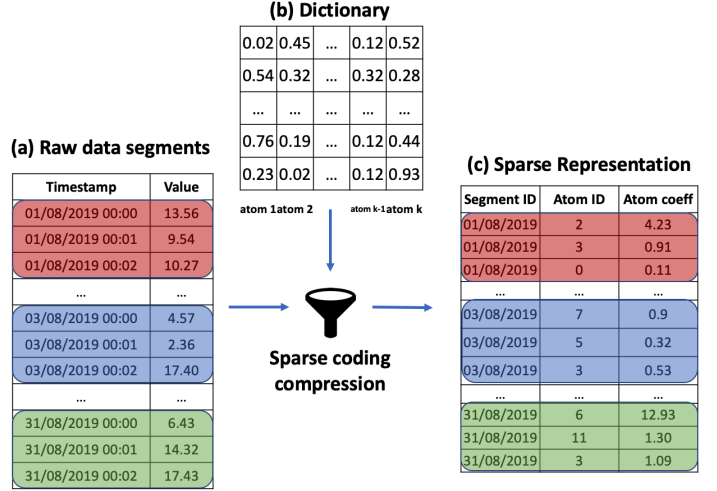 (b) Dictionary
0.02 0.45 ... 0.12 0.52
0.54 0.32 ... 0.32 0.28
... ... ... ... ...
0.76 0.19 ... 0.12 0.44
0.23 0.02 ... 0.12 0.93
atom 1 atom 2 atom k-1 atom k
(a) Raw data segments
Timestamp Value
01/08/2019 00:00 13.56
01/08/2019 00:01 9.54
01/08/2019 00:02 10.27
... ...
03/08/2019 00:00 4.57
03/08/2019 00:01 2.36
03/08/2019 00:02 17.40
... ...
31/08/2019 00:00 6.43
31/08/2019 00:01 14.32
31/08/2019 00:02 17.43
Sparse coding
compression
(c) Sparse Representation
Segment ID Atom ID Atom coeff
01/08/2019 2 4.23
01/08/2019 3 0.91
01/08/2019 0 0.11
... ... ...
03/08/2019 7 0.9
03/08/2019 5 0.32
03/08/2019 3 0.53
... ... ...
31/08/2019 6 12.93
31/08/2019 11 1.30
31/08/2019 3 1.09